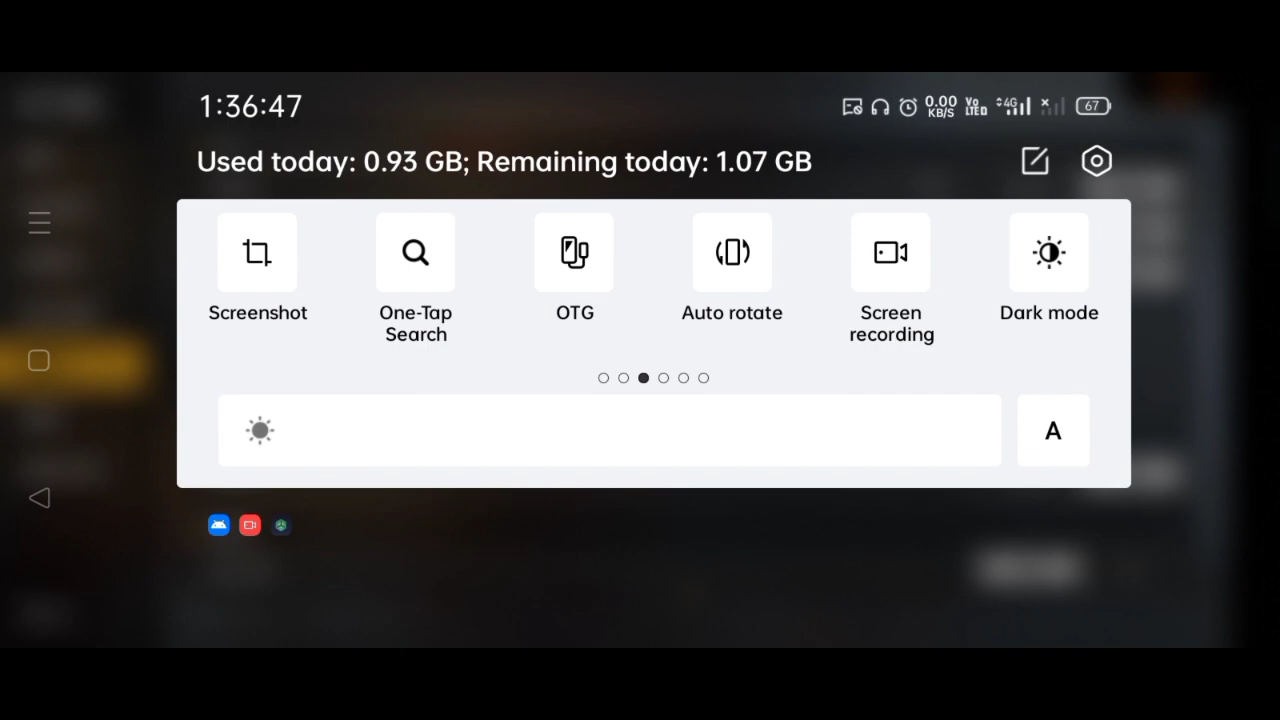 1:36:47
0.00 KB/S Vo LTE D 4G 67
Used today: 0.93 GB; Remaining today: 1.07 GB
Screenshot
One-Tap Search
OTG
Auto rotate
Screen recording
Dark mode
A